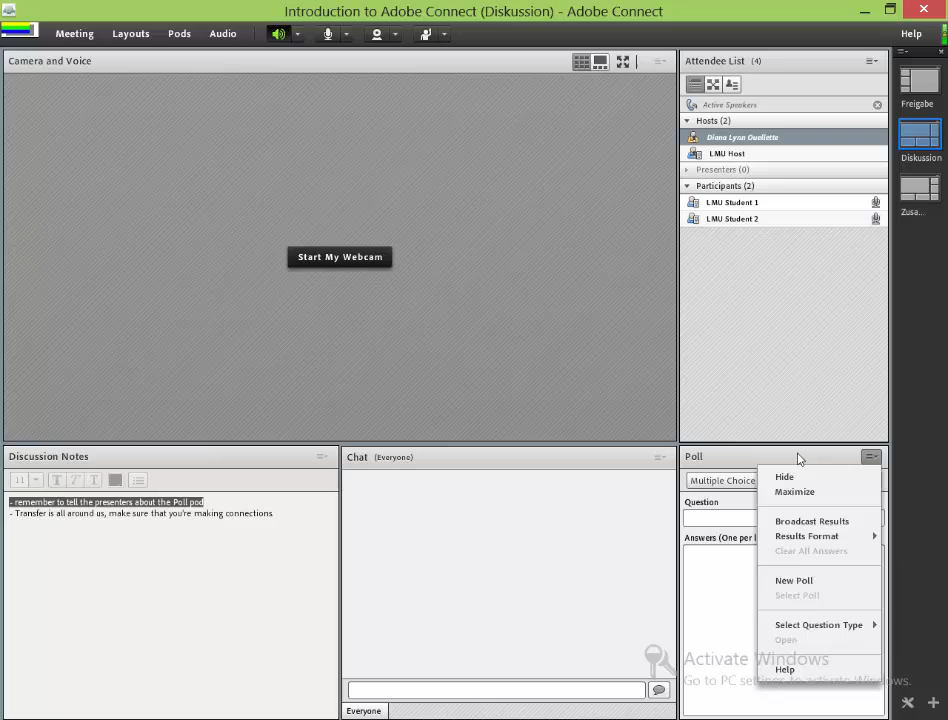 Introduction to Adobe Connect (Diskussion) - Adobe Connect
Meeting Layouts Pods Audio Help
Camera and Voice
Start My Webcam
Attendee List (4)
Active Speakers
Hosts (2)
Diana Lynn Ouellette
LMU Host
Presenters (0)
Participants (2)
LMU Student 1
LMU Student 2
Freigabe
Diskussion
Zusa...
Discussion Notes
11
- remember to tell the presenters about the Poll pod
- Transfer is all around us, make sure that you're making connections.
Chat (Everyone)
Everyone
Poll
Multiple Choice
Question
Answers (One per l
Hide
Maximize
Broadcast Results
Results Format
Clear All Answers
New Poll
Select Poll
Select Question Type
Open
Help
Activate Windows
Go to PC settings to activate Windows.